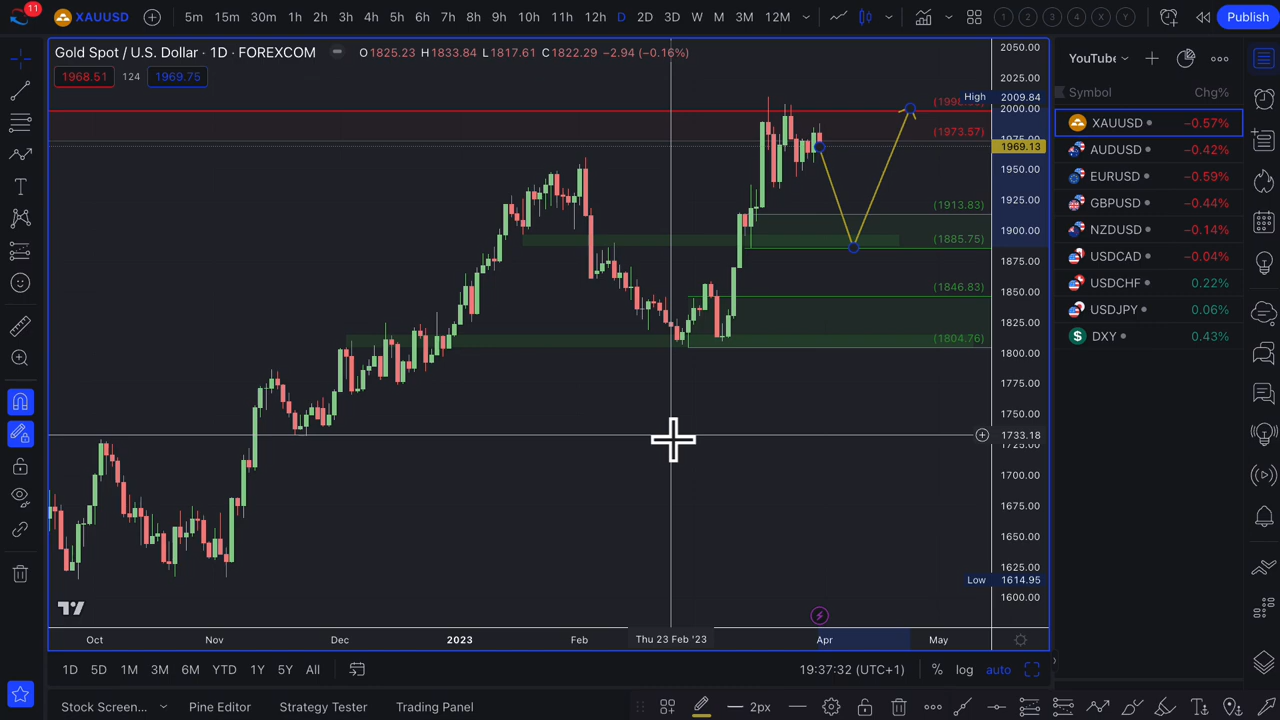 11
XAUUSD
5m 15m 30m 1h 2h 3h 4h 5h 6h 7h 8h 9h 10h 11h 12h D 2D 3D W M 3M 12M
1 2 3 4 X Y
Publish
Gold Spot / U.S. Dollar · 1D · FOREXCOM
O1825.23 H1833.84 L1817.61 C1822.29 −2.94 (−0.16%)
1968.51 124 1969.75
2050.00
2025.00
High 2009.84
2000.00
(1973.57)
1969.13
1950.00
1925.00
(1913.83)
1900.00
(1885.75)
1875.00
1850.00
(1846.83)
1825.00
(1804.76)
1800.00
1775.00
1750.00
1733.18
1725.00
1700.00
1675.00
1650.00
1625.00
Low 1614.95
1600.00
Oct Nov Dec 2023 Feb Thu 23 Feb '23 Apr May
YouTube
Symbol Chg%
XAUUSD −0.57%
AUDUSD −0.42%
EURUSD −0.59%
GBPUSD −0.44%
NZDUSD −0.14%
USDCAD −0.04%
USDCHF 0.22%
USDJPY 0.06%
DXY 0.43%
1D 5D 1M 3M 6M YTD 1Y 5Y All
19:37:32 (UTC+1) % log auto
Stock Screen... Pine Editor Strategy Tester Trading Panel
2px